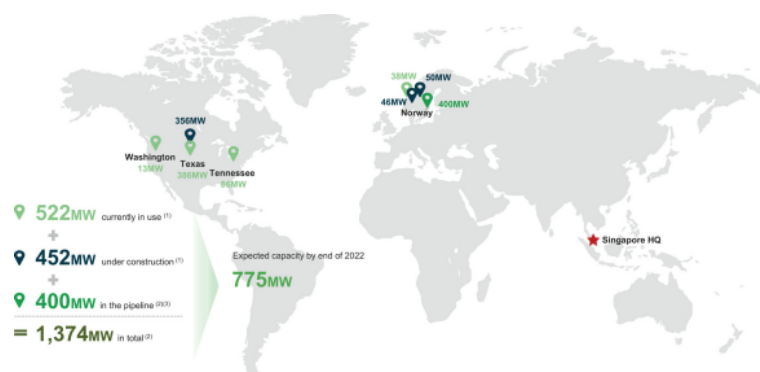 38MW
50MW
46MW
400MW
Norway
356MW
Washington
13MW
Texas
386MW
Tennessee
86MW
522MW currently in use (1)
+
452MW under construction (1)
+
400MW in the pipeline (2)(3)
= 1,374MW in total (2)
Expected capacity by end of 2022
775MW
Singapore HQ